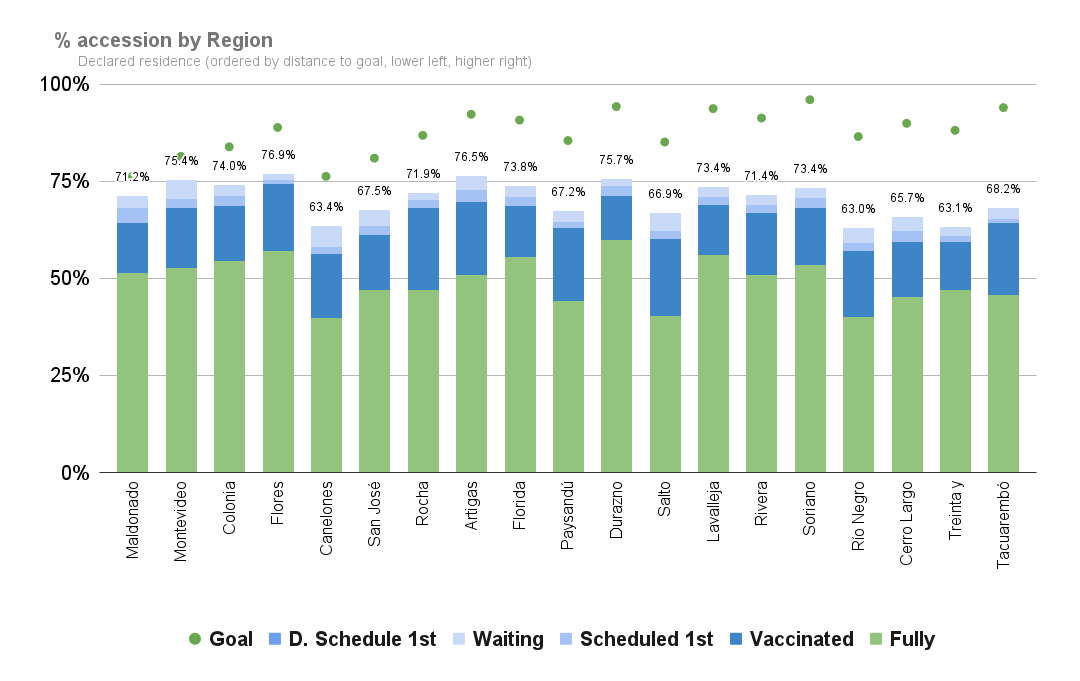 % accession by Region
Declared residence (ordered by distance to goal, lower left, higher right)
100%
75%
50%
25%
0%
71.2%
75.4%
74.0%
76.9%
63.4%
67.5%
71.9%
76.5%
73.8%
67.2%
75.7%
66.9%
73.4%
71.4%
73.4%
63.0%
65.7%
63.1%
68.2%
Maldonado
Montevideo
Colonia
Flores
Canelones
San José
Rocha
Artigas
Florida
Paysandú
Durazno
Salto
Lavalleja
Rivera
Soriano
Río Negro
Cerro Largo
Treinta y
Tacuarembó
Goal D. Schedule 1st Waiting Scheduled 1st Vaccinated Fully